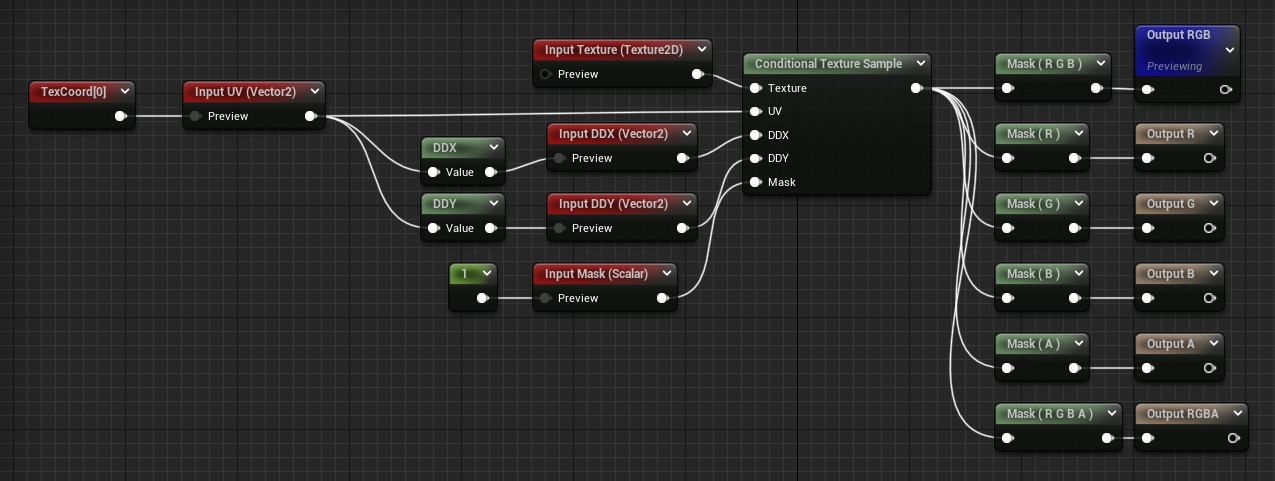 TexCoord[0]
Input UV (Vector2)
Preview
DDX
Value
DDY
Value
1
Input Texture (Texture2D)
Preview
Input DDX (Vector2)
Preview
Input DDY (Vector2)
Preview
Input Mask (Scalar)
Preview
Conditional Texture Sample
Texture
UV
DDX
DDY
Mask
Mask ( R G B )
Output RGB
Previewing
Mask ( R )
Output R
Mask ( G )
Output G
Mask ( B )
Output B
Mask ( A )
Output A
Mask ( R G B A )
Output RGBA